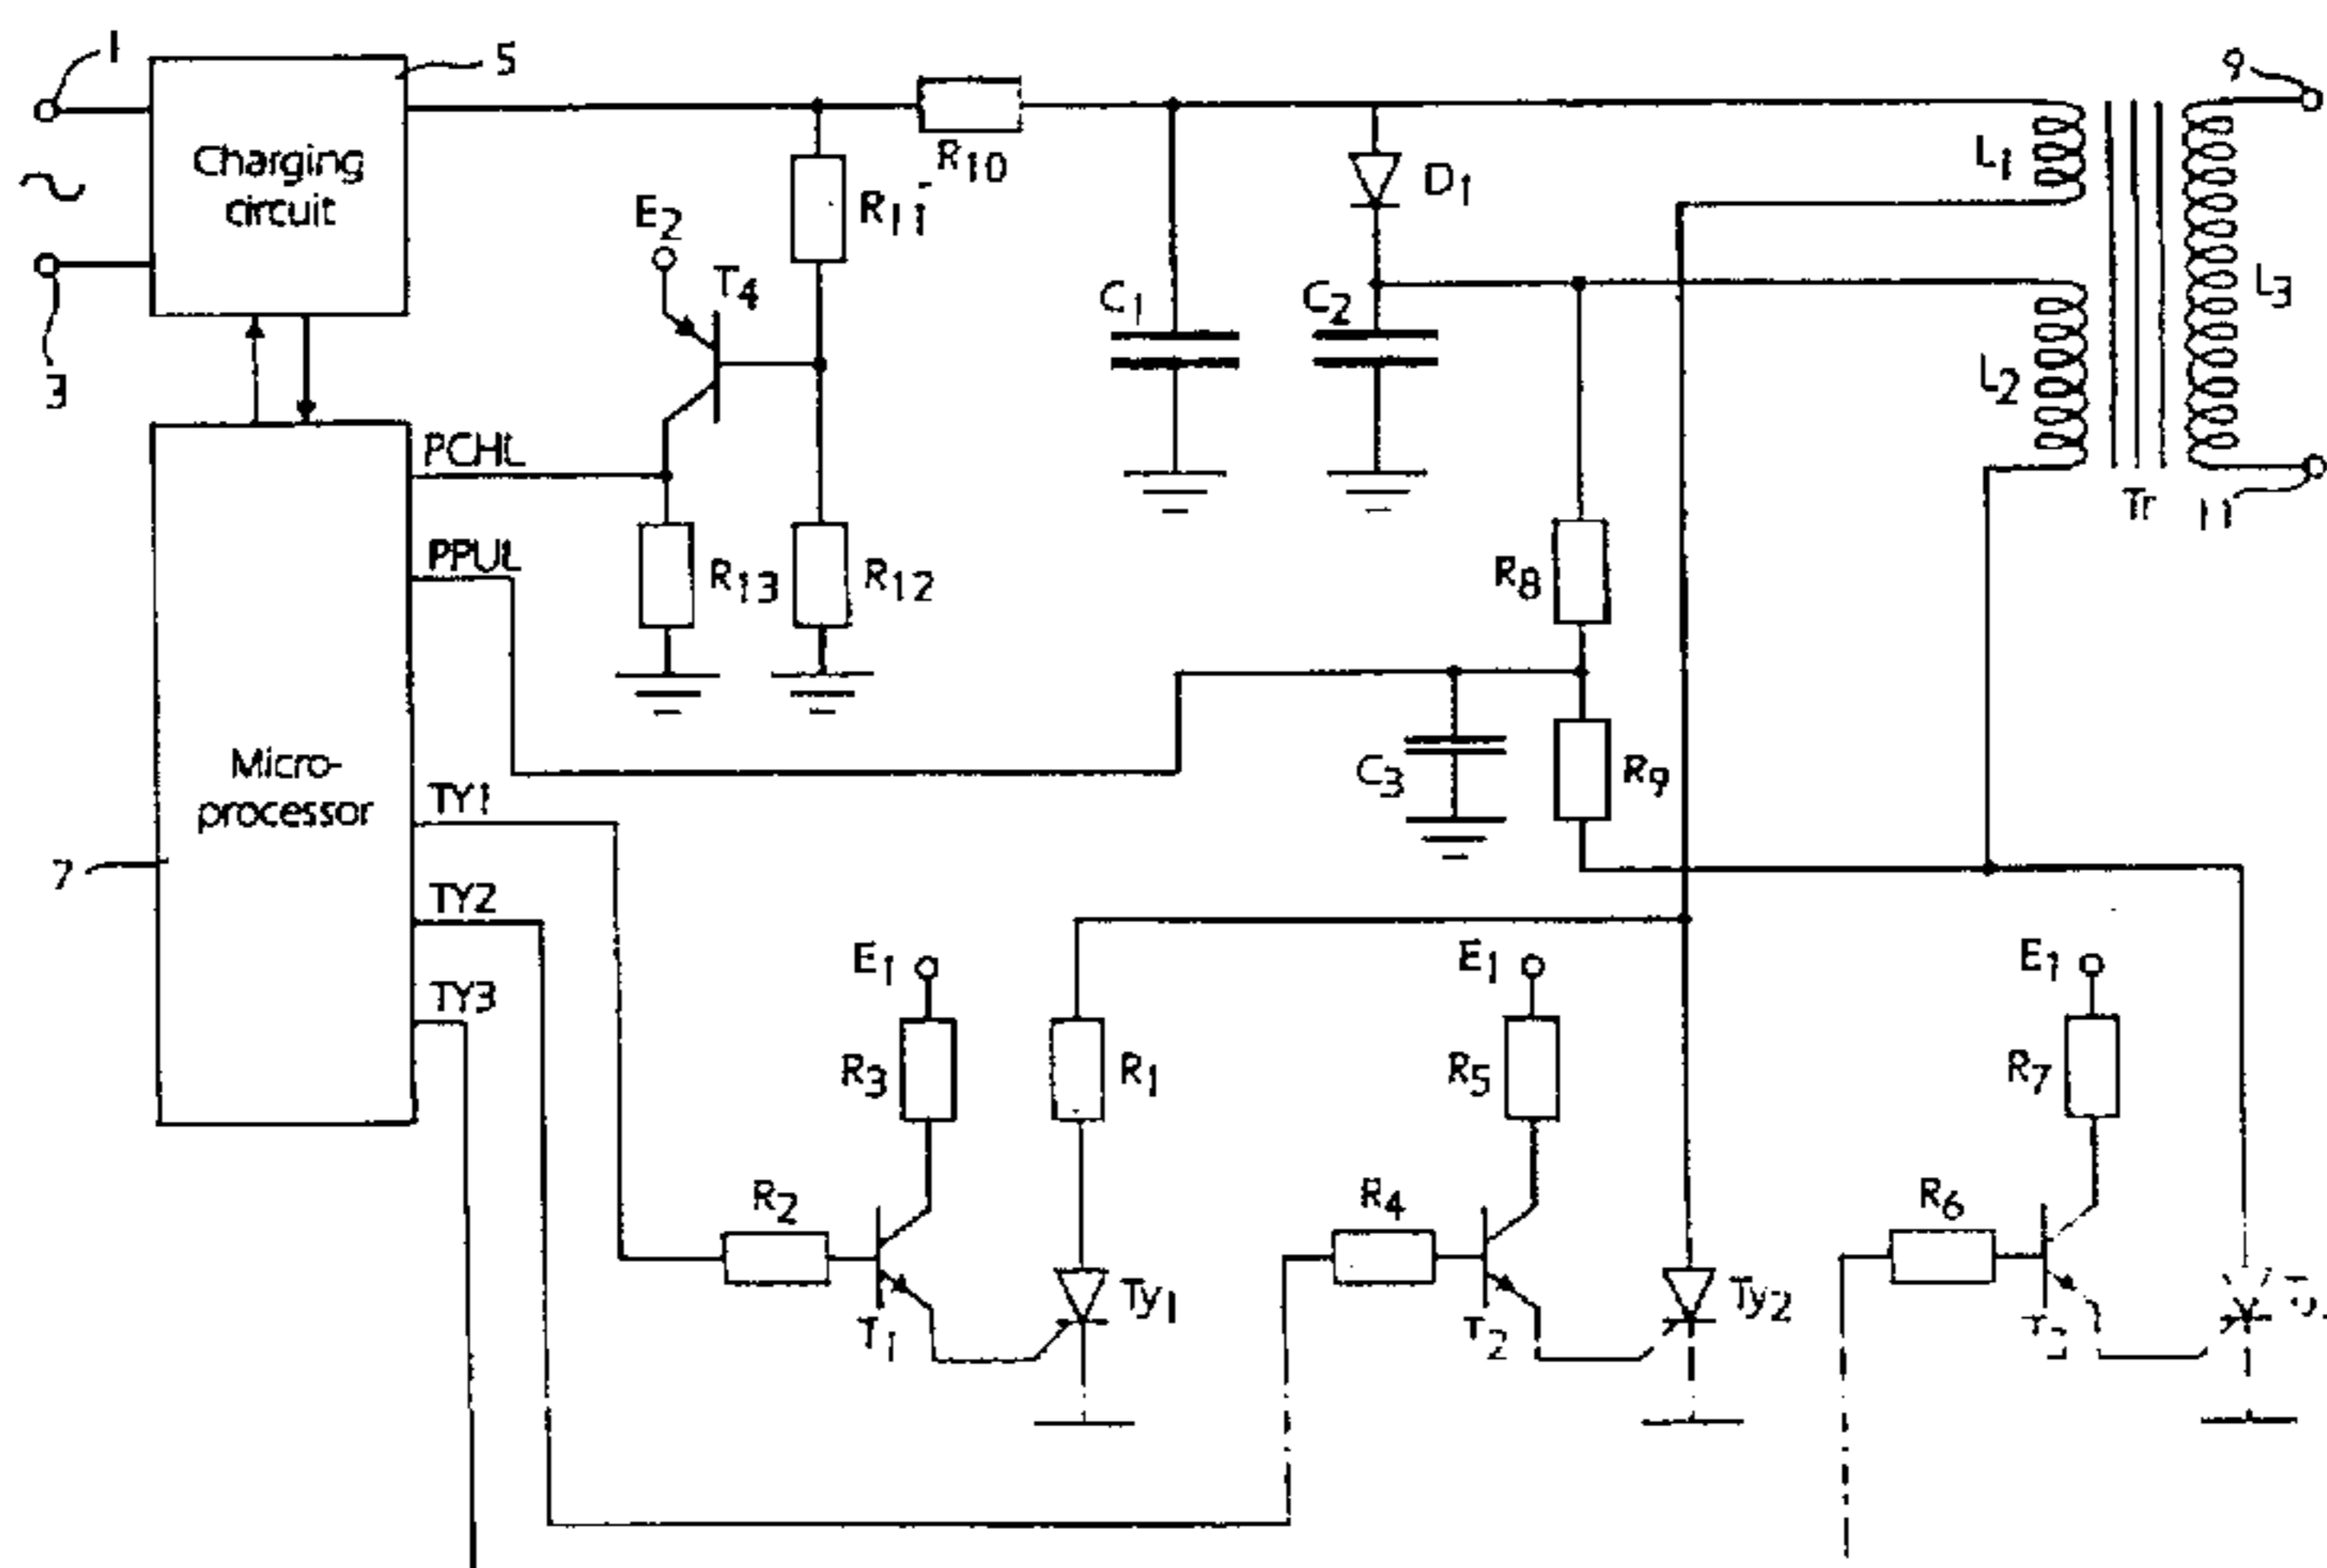 1
5
9
Charging
circuit
R10
R11
E2
T4
D1
L1
C1
C2
L3
L2
3
PCHL
Tr
11
PPUL
R13
R12
R8
Micro-
processor
C3
R9
TY1
7
TY2
E1
E1
E1
TY3
R3
R1
R5
R7
R2
R4
R6
T1
Ty1
T2
Ty2